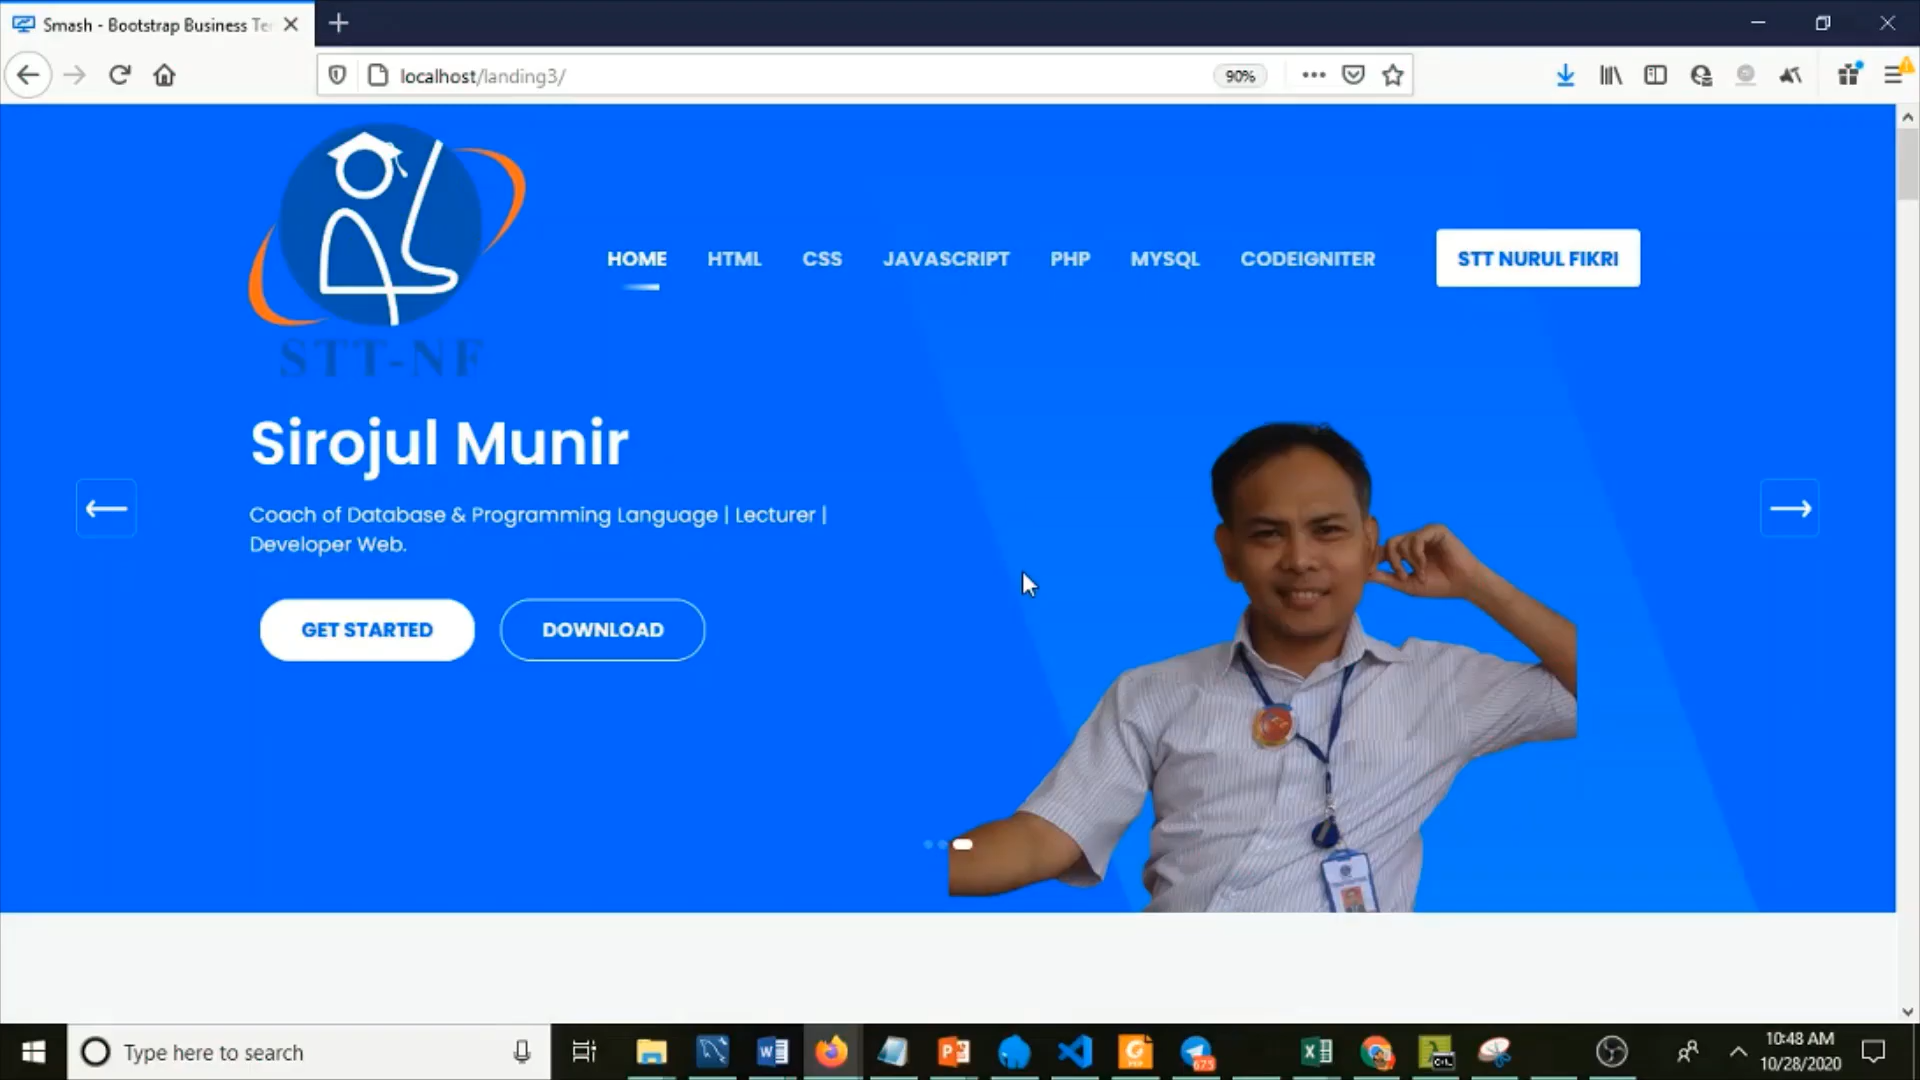 Smash - Bootstrap Business Te
localhost/landing3/
90%
STT-NF
HOME
HTML
CSS
JAVASCRIPT
PHP
MYSQL
CODEIGNITER
STT NURUL FIKRI
Sirojul Munir
Coach of Database & Programming Language | Lecturer |
Developer Web.
GET STARTED
DOWNLOAD
Type here to search
675
10:48 AM
10/28/2020